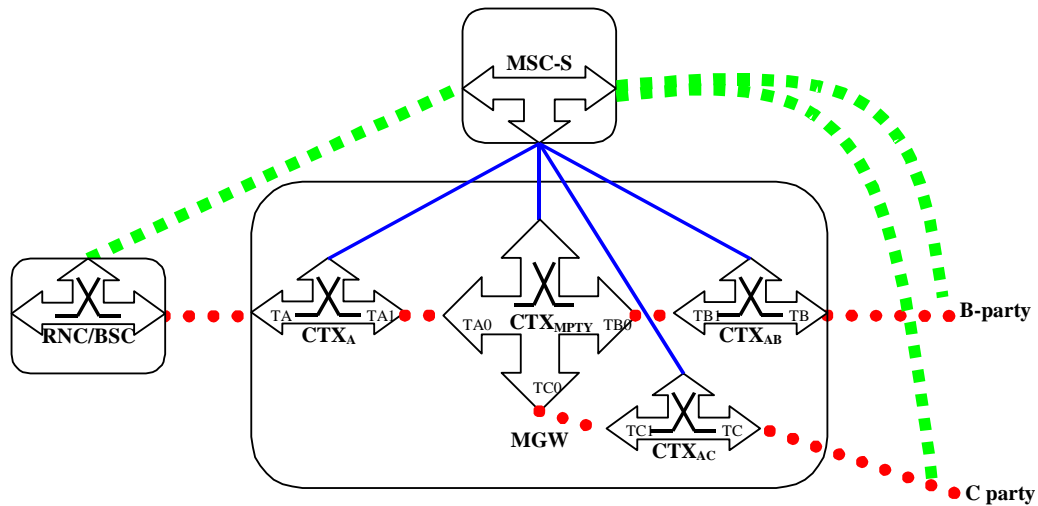 MSC-S
RNC/BSC
TA TA1
CTXA
TA0 CTXMPTY TB0
TC0
MGW
TB1 TB
CTXAB
TC1 TC
CTXAC
B-party
C party